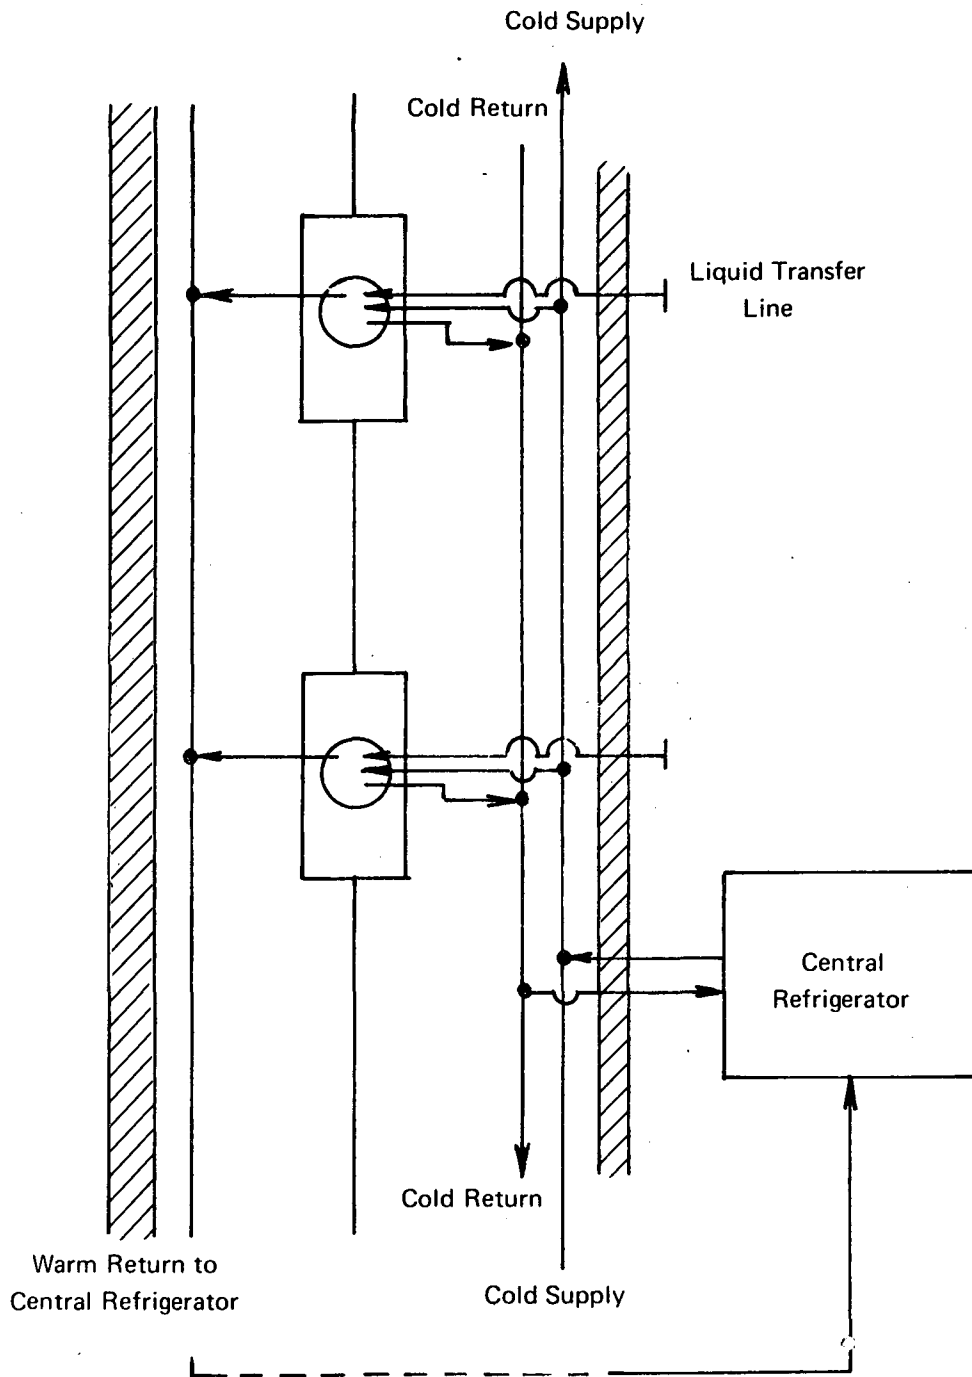 Cold Supply
Cold Return
Liquid Transfer
Line
Central
Refrigerator
Cold Return
Warm Return to
Central Refrigerator
Cold Supply